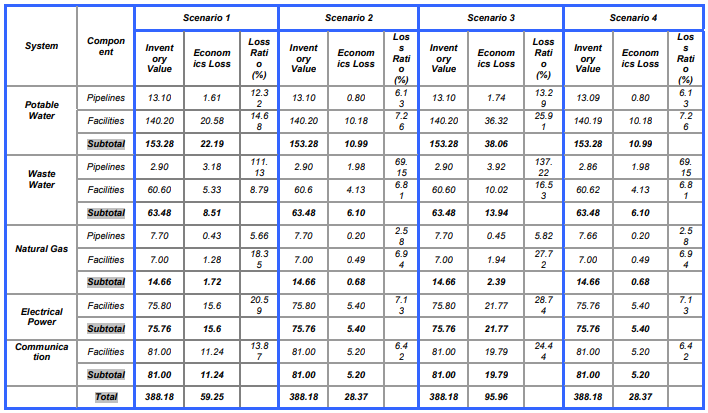 System Component Scenario 1 Scenario 2 Scenario 3 Scenario 4
Inventory Value Economics Loss Loss Ratio (%) Inventory Value Economics Loss Loss Ratio (%) Inventory Value Economics Loss Loss Ratio (%) Inventory Value Economics Loss Loss Ratio (%)
Potable Water Pipelines 13.10 1.61 12.32 13.10 0.80 6.13 13.10 1.74 13.29 13.09 0.80 6.13
Facilities 140.20 20.58 14.68 140.20 10.18 7.26 140.20 36.32 25.91 140.19 10.18 7.26
Subtotal 153.28 22.19 153.28 10.99 153.28 38.06 153.28 10.99
Waste Water Pipelines 2.90 3.18 111.13 2.90 1.98 69.15 2.90 3.92 137.22 2.86 1.98 69.15
Facilities 60.60 5.33 8.79 60.6 4.13 6.81 60.60 10.02 16.53 60.62 4.13 6.81
Subtotal 63.48 8.51 63.48 6.10 63.48 13.94 63.48 6.10
Natural Gas Pipelines 7.70 0.43 5.66 7.70 0.20 2.58 7.70 0.45 5.82 7.66 0.20 2.58
Facilities 7.00 1.28 18.35 7.00 0.49 6.94 7.00 1.94 27.72 7.00 0.49 6.94
Subtotal 14.66 1.72 14.66 0.68 14.66 2.39 14.66 0.68
Electrical Power Facilities 75.80 15.6 20.59 75.80 5.40 7.13 75.80 21.77 28.74 75.76 5.40 7.13
Subtotal 75.76 15.6 75.76 5.40 75.76 21.77 75.76 5.40
Communication Facilities 81.00 11.24 13.87 81.00 5.20 6.42 81.00 19.79 24.44 81.00 5.20 6.42
Subtotal 81.00 11.24 81.00 5.20 81.00 19.79 81.00 5.20
Total 388.18 59.25 388.18 28.37 388.18 95.96 388.18 28.37